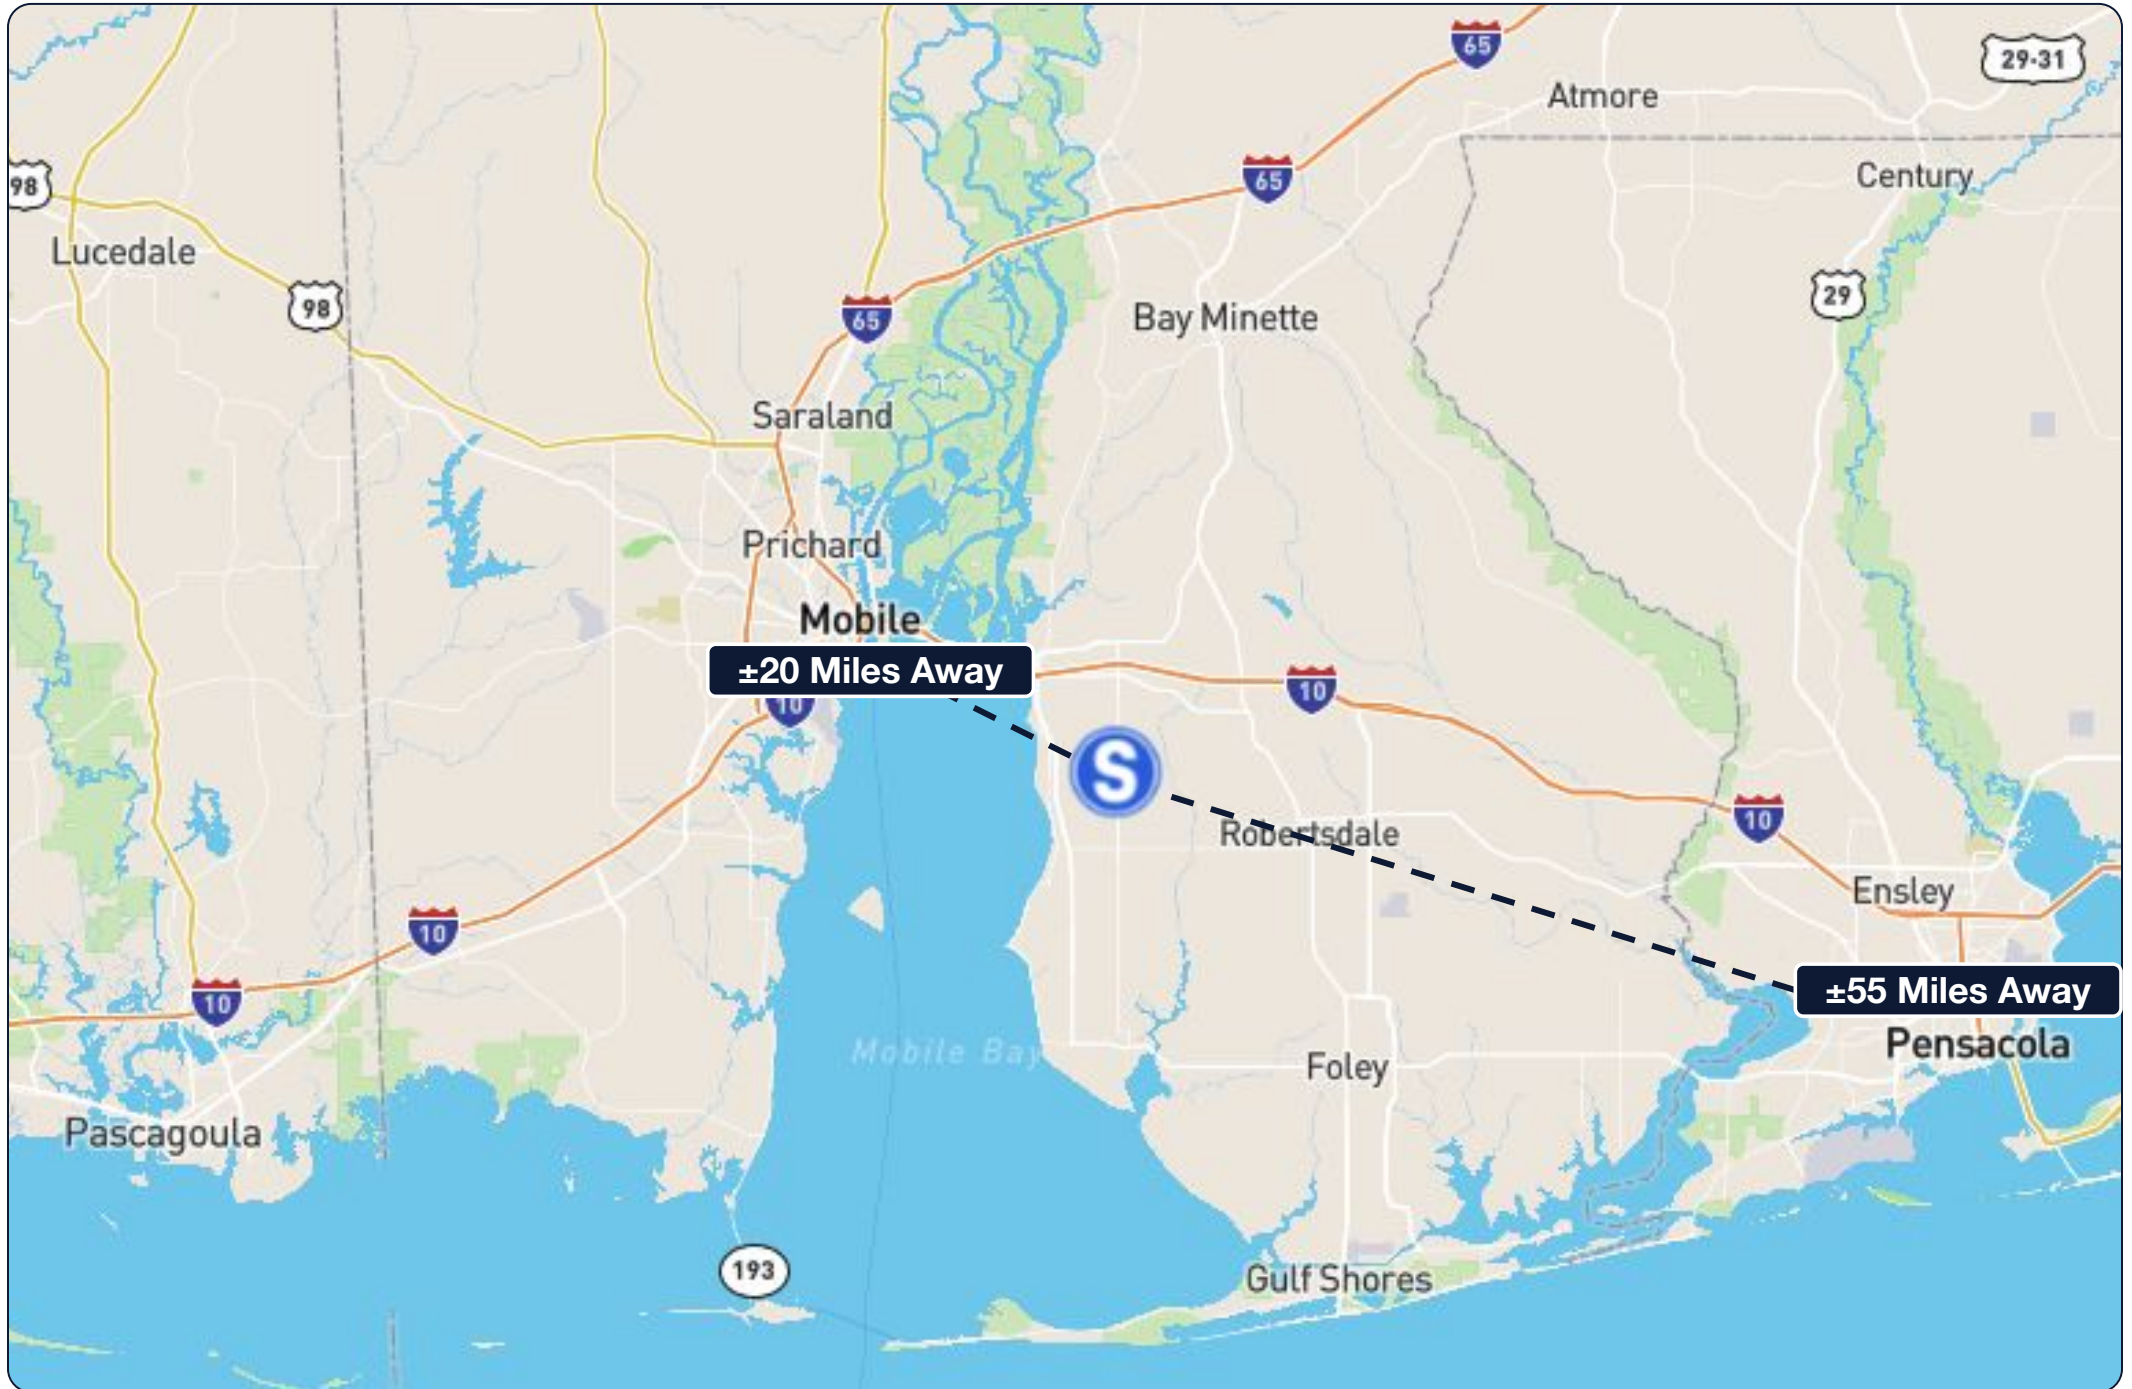 65
29-31
Atmore
98
Century
Lucedale
98
65
29
65
Bay Minette
Saraland
Prichard
Mobile
±20 Miles Away
10
10
S
10
Robertsdale
Ensley
10
10
±55 Miles Away
Pensacola
Mobile Bay
Foley
Pascagoula
193
Gulf Shores